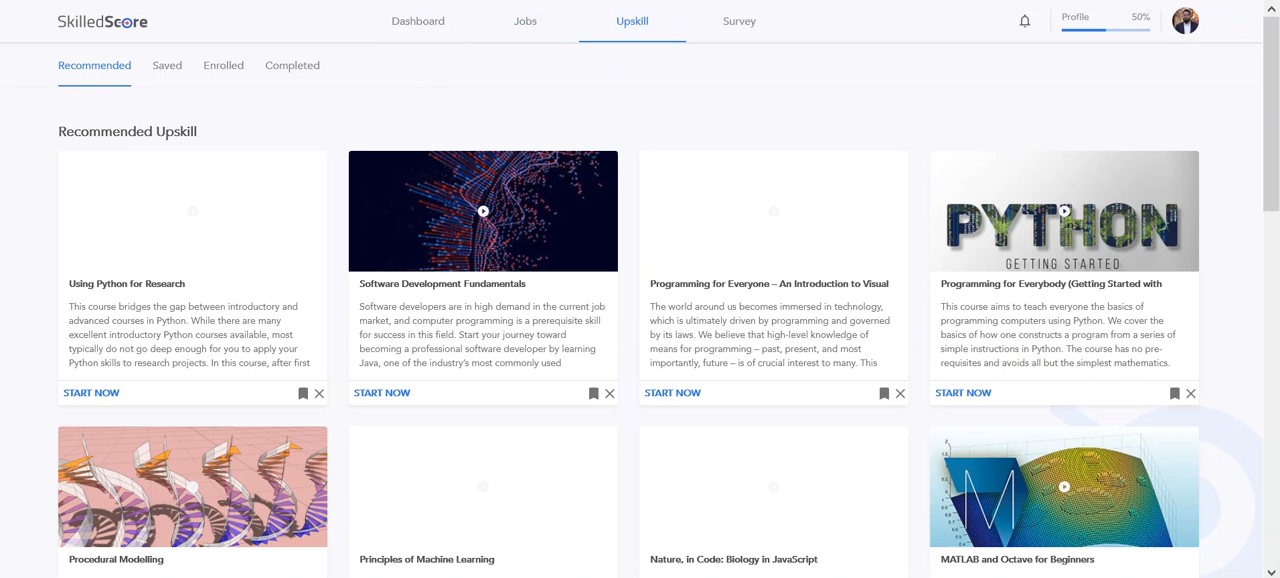 SkilledScore
Dashboard
Jobs
Upskill
Survey
Profile
50%
Recommended
Saved
Enrolled
Completed
Recommended Upskill
Using Python for Research
This course bridges the gap between introductory and
advanced courses in Python. While there are many
excellent introductory Python courses available, most
typically do not go deep enough for you to apply your
Python skills to research projects. In this course, after first
START NOW
Software Development Fundamentals
Software developers are in high demand in the current job
market, and computer programming is a prerequisite skill
for success in this field. Start your journey toward
becoming a professional software developer by learning
Java, one of the industry's most commonly used
START NOW
Programming for Everyone – An Introduction to Visual
The world around us becomes immersed in technology,
which is ultimately driven by programming and governed
by its laws. We believe that high-level knowledge of
means for programming – past, present, and most
importantly, future – is of crucial interest to many. This
START NOW
PYTHON
GETTING STARTED
Programming for Everybody (Getting Started with
This course aims to teach everyone the basics of
programming computers using Python. We cover the
basics of how one constructs a program from a series of
simple instructions in Python. The course has no pre-
requisites and avoids all but the simplest mathematics.
START NOW
Procedural Modelling
Principles of Machine Learning
Nature, in Code: Biology in JavaScript
M
MATLAB and Octave for Beginners